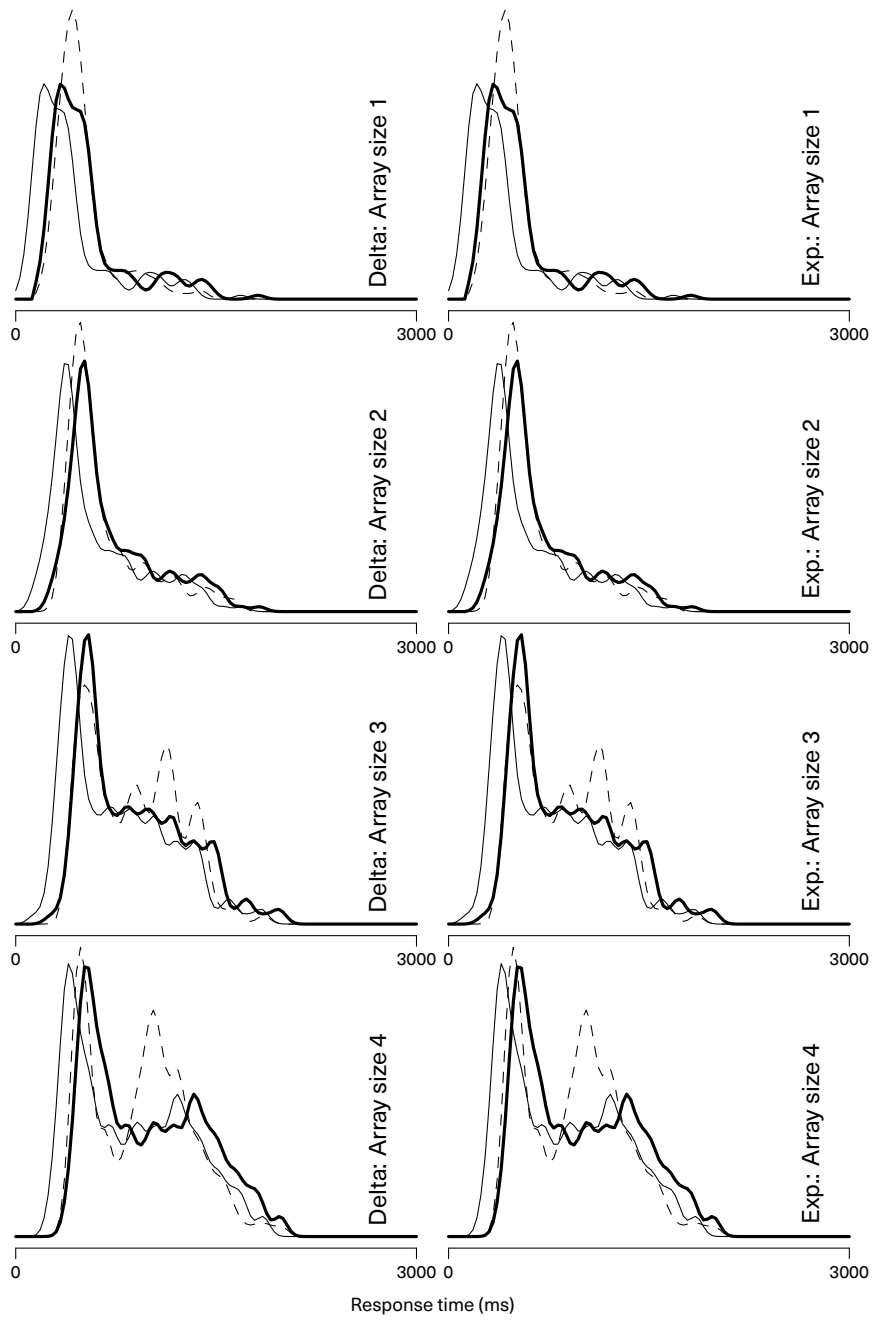 Delta: Array size 1
Exp.: Array size 1
0
3000
0
3000
Delta: Array size 2
Exp.: Array size 2
0
3000
0
3000
Delta: Array size 3
Exp.: Array size 3
0
3000
0
3000
Delta: Array size 4
Exp.: Array size 4
0
3000
0
3000
Response time (ms)